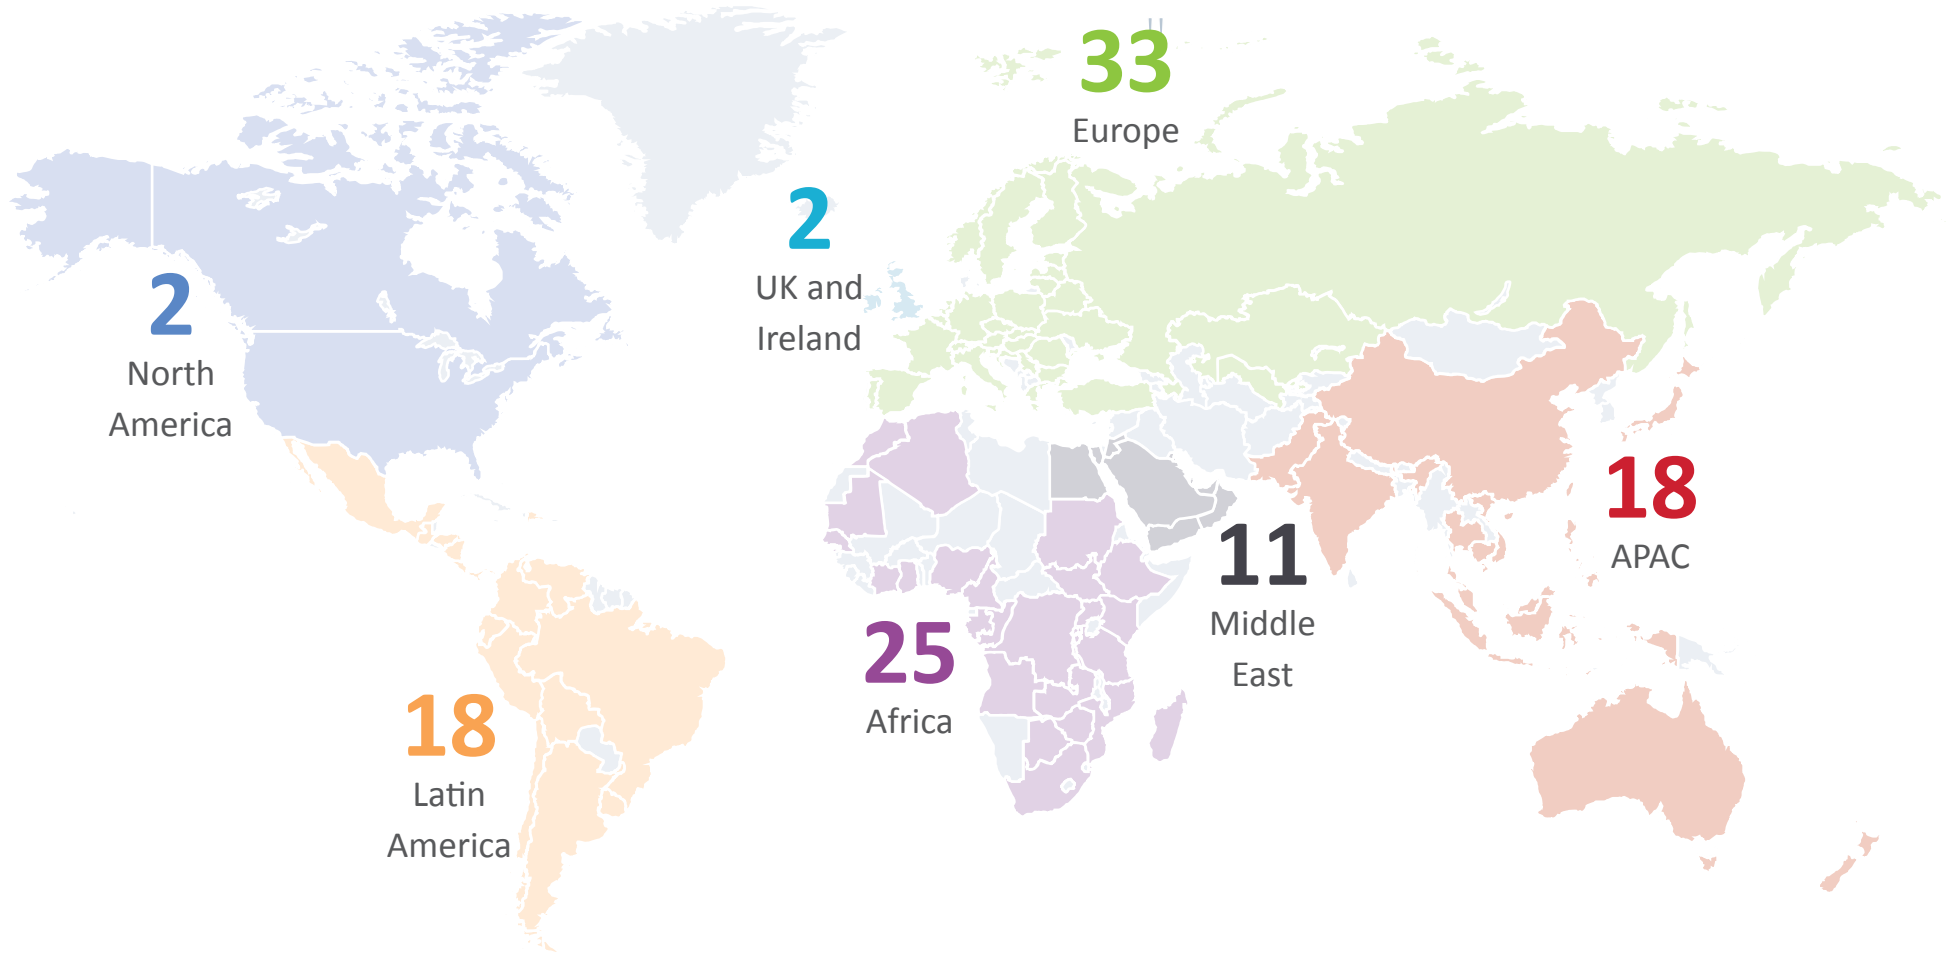 33
Europe
2
UK and
Ireland
2
North
America
18
APAC
11
Middle
East
25
Africa
18
Latin
America